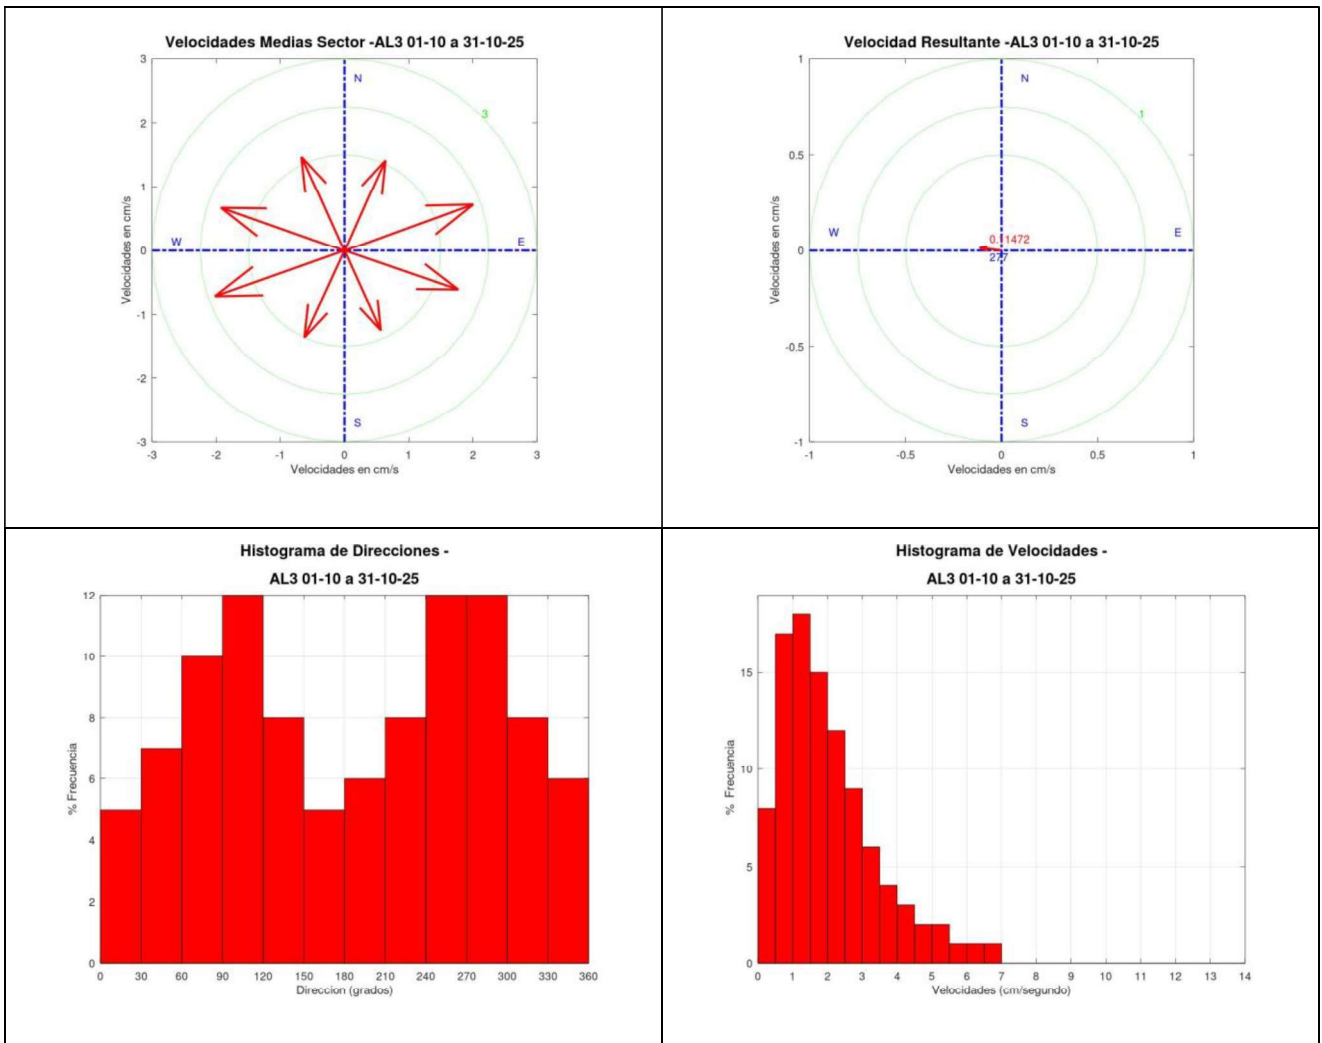 Velocidades Medias Sector -AL3 01-10 a 31-10-25
3
2
1
0
-1
-2
-3
Velocidades en cm/s
N
3
W
E
S
-3 -2 -1 0 1 2 3
Velocidades en cm/s
Velocidad Resultante -AL3 01-10 a 31-10-25
1
0.5
0
-0.5
-1
Velocidades en cm/s
N
1
W
E
0.11472
277
S
-1 -0.5 0 0.5 1
Velocidades en cm/s
Histograma de Direcciones -
AL3 01-10 a 31-10-25
12
10
8
6
4
2
0
% Frecuencia
0 30 60 90 120 150 180 210 240 270 300 330 360
Direccion (grados)
Histograma de Velocidades -
AL3 01-10 a 31-10-25
15
10
5
0
% Frecuencia
0 1 2 3 4 5 6 7 8 9 10 11 12 13 14
Velocidades (cm/segundo)